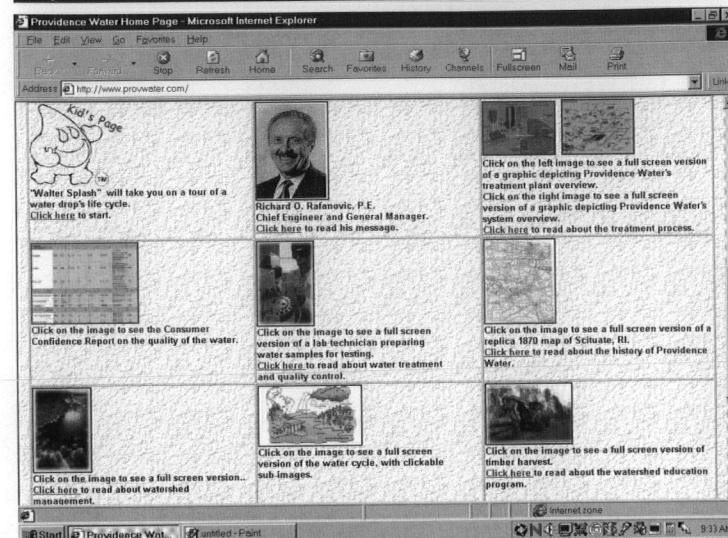 Providence Water Home Page - Microsoft Internet Explorer
File Edit View Go Favorites Help
Back Forward Stop Refresh Home Search Favorites History Channels Fullscreen Mail Print
Address http://www.provwater.com/ Link
Kid's Page
TM
"Walter Splash" will take you on a tour of a
water drop's life cycle.
Click here to start.
Richard O. Rafanovic, P.E.
Chief Engineer and General Manager.
Click here to read his message.
Click on the left image to see a full screen version
of a graphic depicting Providence Water's
treatment plant overview.
Click on the right image to see a full screen
version of a graphic depicting Providence Water's
system overview.
Click here to read about the treatment process.
Click on the image to see the Consumer
Confidence Report on the quality of the water.
Click on the image to see a full screen
version of a lab technician preparing
water samples for testing.
Click here to read about water treatment
and quality control.
Click on the image to see a full screen version of a
replica 1870 map of Scituate, RI.
Click here to read about the history of Providence
Water.
Click on the image to see a full screen version..
Click here to read about watershed
management.
Click on the image to see a full screen
version of the water cycle, with clickable
sub-images.
Click on the image to see a full screen version of
timber harvest.
Click here to read about the watershed education
program.
Internet zone
Start Providence Wat... untitled - Paint 9:33 AM